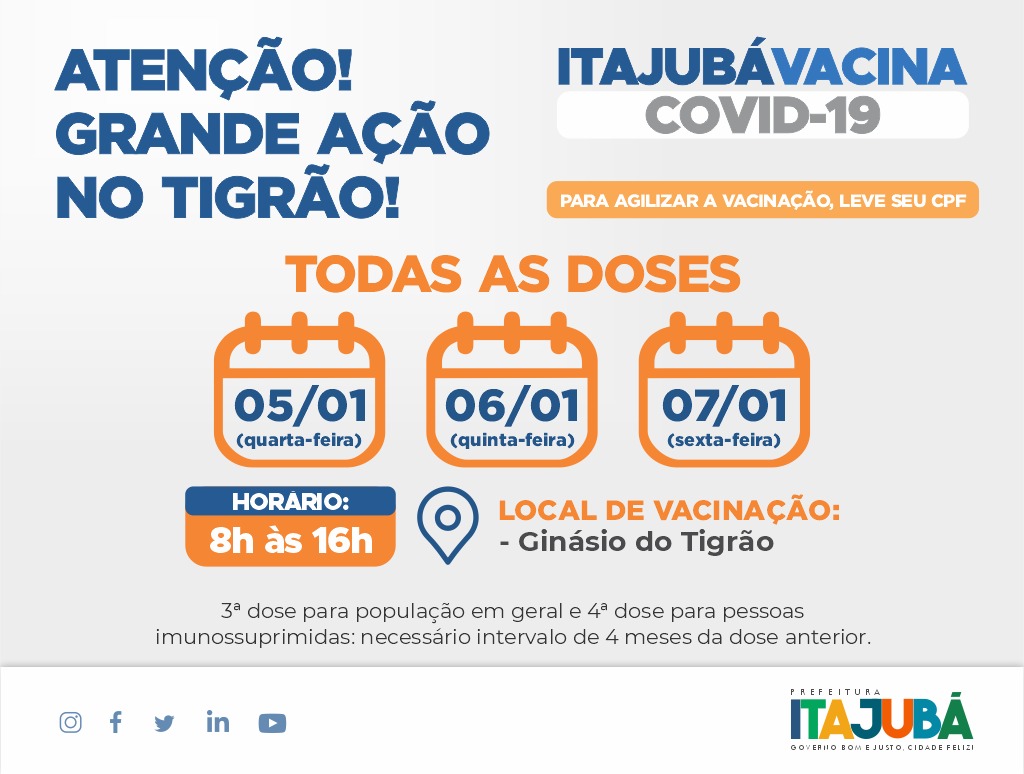 ATENÇÃO!
GRANDE AÇÃO
NO TIGRÃO!
ITAJUBÁVACINA
COVID-19
PARA AGILIZAR A VACINAÇÃO, LEVE SEU CPF
TODAS AS DOSES
05/01
(quarta-feira)
06/01
(quinta-feira)
07/01
(sexta-feira)
HORÁRIO:
8h às 16h
LOCAL DE VACINAÇÃO:
- Ginásio do Tigrão
3ª dose para população em geral e 4ª dose para pessoas
imunossuprimidas: necessário intervalo de 4 meses da dose anterior.
PREFEITURA
ITAJUBÁ
GOVERNO BOM E JUSTO, CIDADE FELIZ!